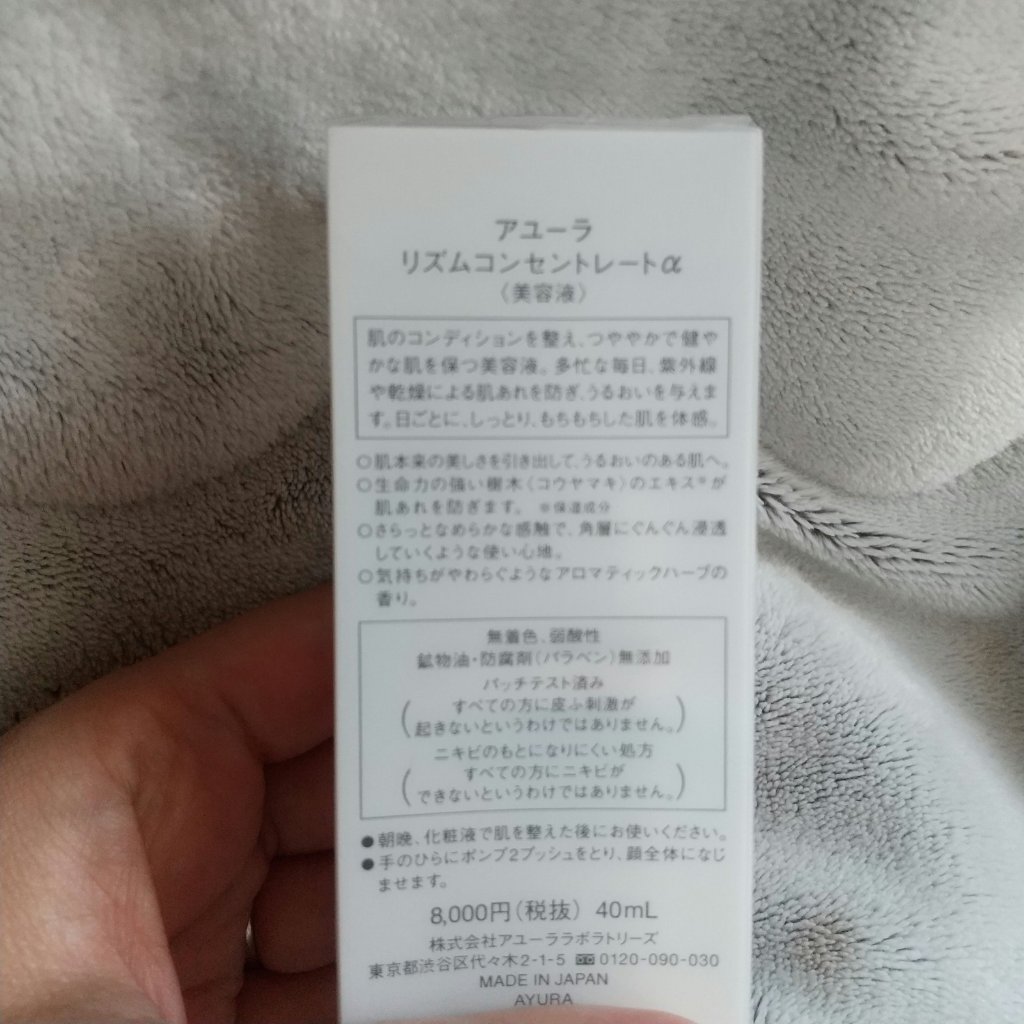 アユーラ
リズムコンセントレートα
〈美容液〉
肌のコンディションを整え、つややかで健や
かな肌を保つ美容液。多忙な毎日、紫外線
や乾燥による肌あれを防ぎ、うるおいを与えま
す。日ごとに、しっとり、もちもちした肌を体感。
○肌本来の美しさを引き出して、うるおいのある肌へ。
○生命力の強い樹木〈コウヤマキ〉のエキス※が
肌あれを防ぎます。 ※保湿成分
○さらっとなめらかな感触で、角層にぐんぐん浸透
していくような使い心地。
○気持ちがやわらぐようなアロマティックハーブの
香り。
無着色、弱酸性
鉱物油・防腐剤(パラベン)無添加
パッチテスト済み
(すべての方に皮ふ刺激が
起きないというわけではありません。)
ニキビのもとになりにくい処方
(すべての方にニキビが
できないというわけではありません。)
●朝晩、化粧液で肌を整えた後にお使いください。
●手のひらにポンプ2プッシュをとり、顔全体になじ
ませます。
8,000円(税抜) 40mL
株式会社アユーララボラトリーズ
東京都渋谷区代々木2-1-5 0120-090-030
MADE IN JAPAN
AYURA